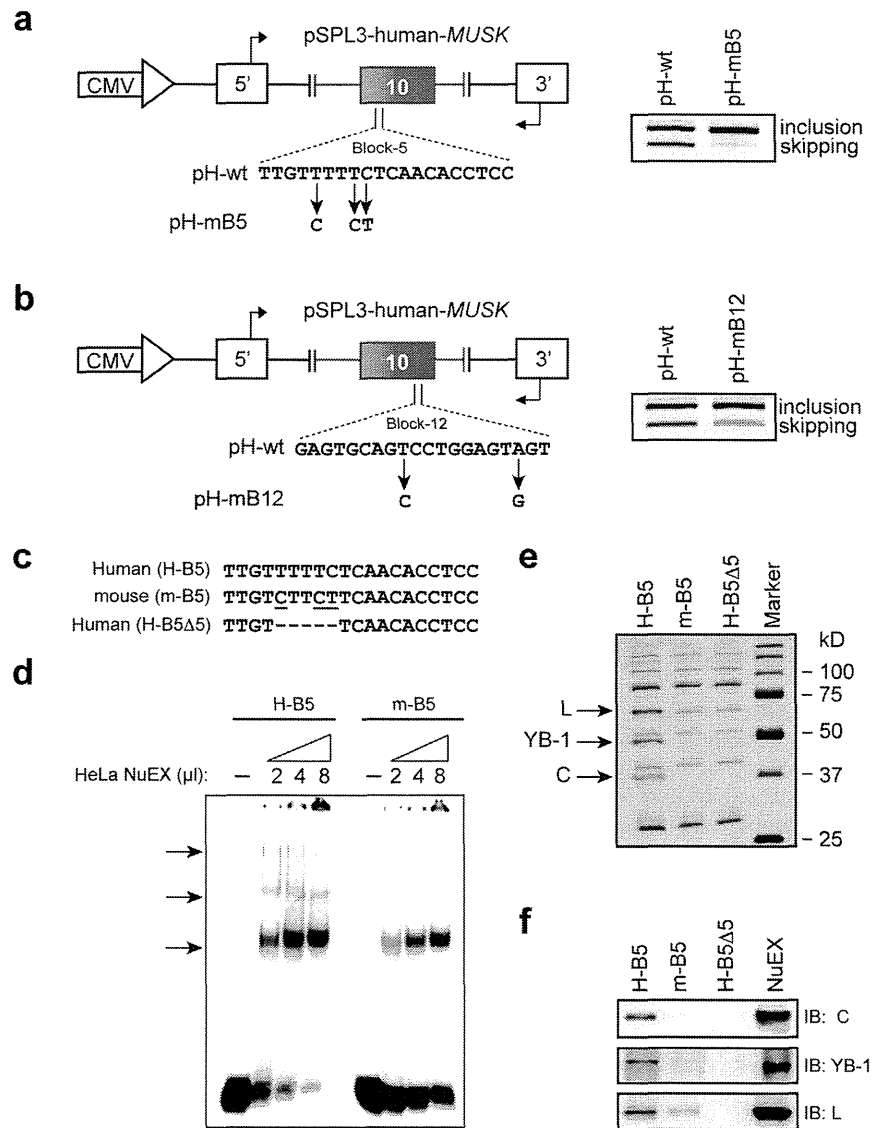 a
pSPL3-human-MUSK
CMV
5'
10
3'
Block-5
pH-wt TTGTTTTTCTCAACACCTCC
pH-mB5 C CT
pH-wt
pH-mB5
inclusion
skipping
b
pSPL3-human-MUSK
CMV
5'
10
3'
Block-12
pH-wt GAGTGCAGTCCTGGAGTAGT
pH-mB12 C G
pH-wt
pH-mB12
inclusion
skipping
c
Human (H-B5) TTGTTTTTCTCAACACCTCC
mouse (m-B5) TTGTCTTCTTCAACACCTCC
Human (H-B5Δ5) TTGT-----TCAACACCTCC
d
H-B5 m-B5
HeLa NuEX (µl): – 2 4 8 – 2 4 8
e
H-B5
m-B5
H-B5Δ5
Marker
kD
– 100
– 75
L
– 50
YB-1
C
– 37
– 25
f
H-B5
m-B5
H-B5Δ5
NuEX
IB: C
IB: YB-1
IB: L